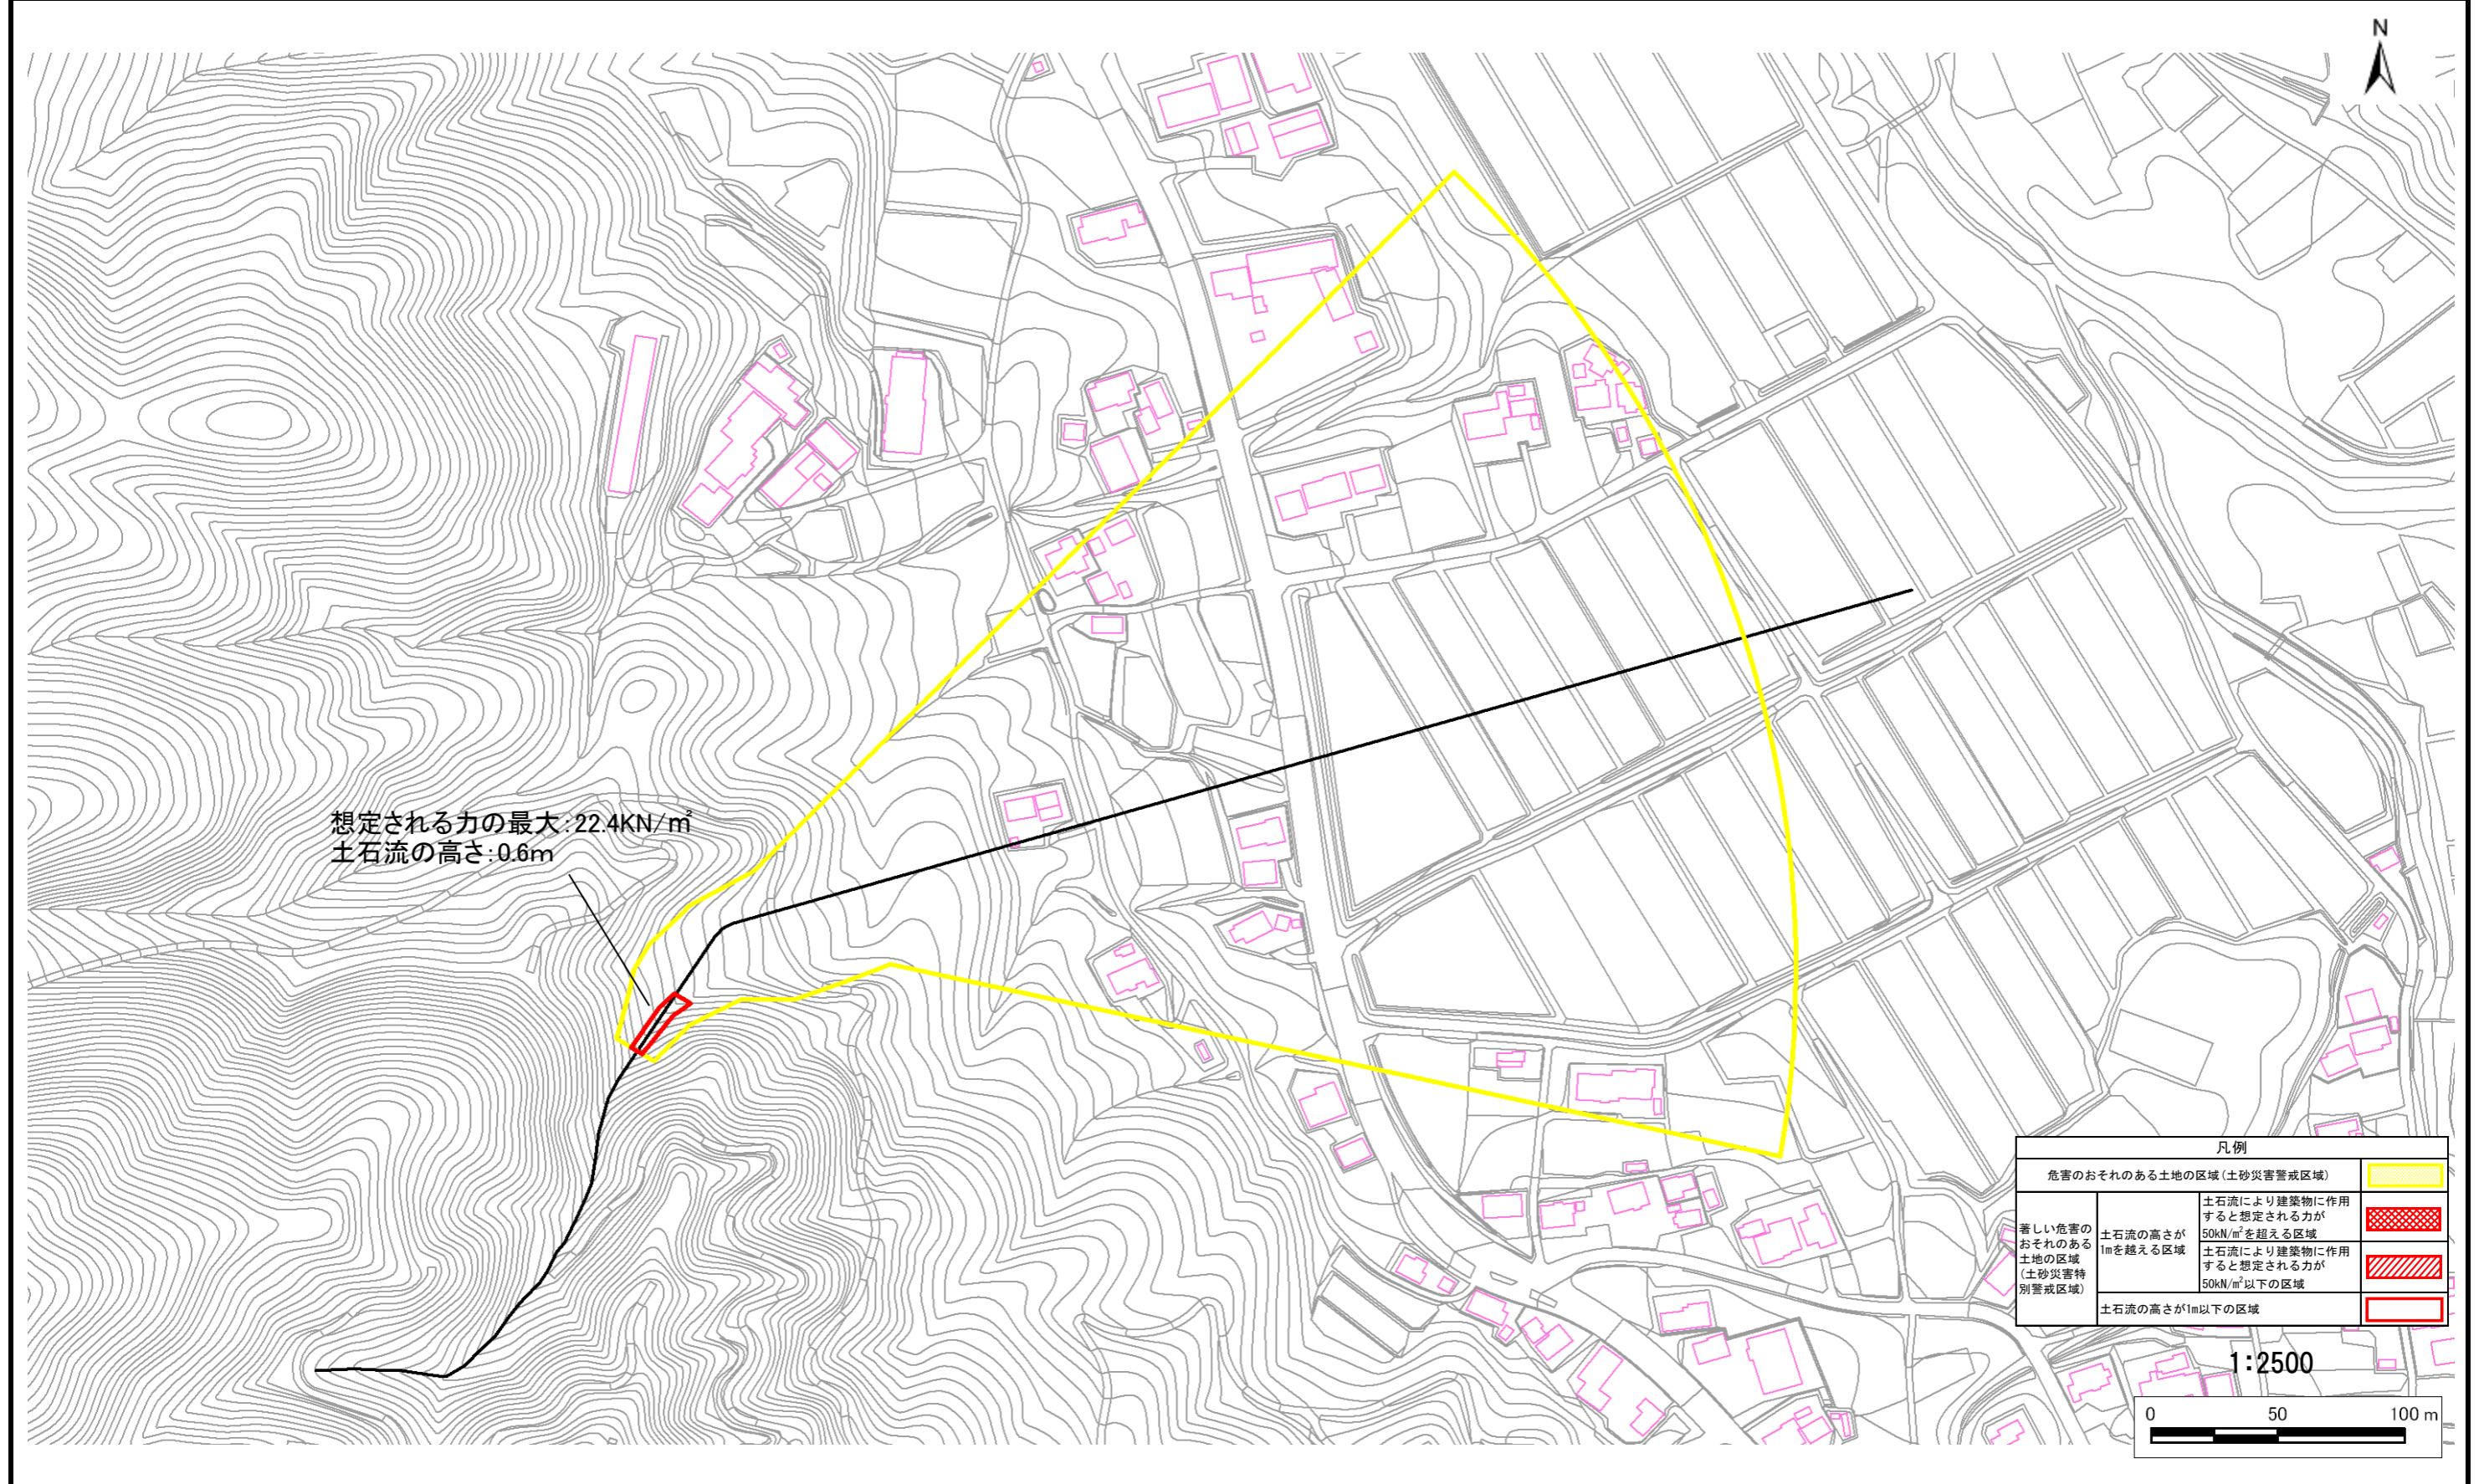 N
想定される力の最大:22.4KN/㎡
土石流の高さ:0.6m
凡例
危害のおそれのある土地の区域(土砂災害警戒区域)
著しい危害の
おそれのある
土地の区域
(土砂災害特
別警戒区域)
土石流の高さが
1mを越える区域
土石流により建築物に作用
すると想定される力が
50kN/㎡を超える区域
土石流により建築物に作用
すると想定される力が
50kN/㎡以下の区域
土石流の高さが1m以下の区域
1:2500
0 50 100 m